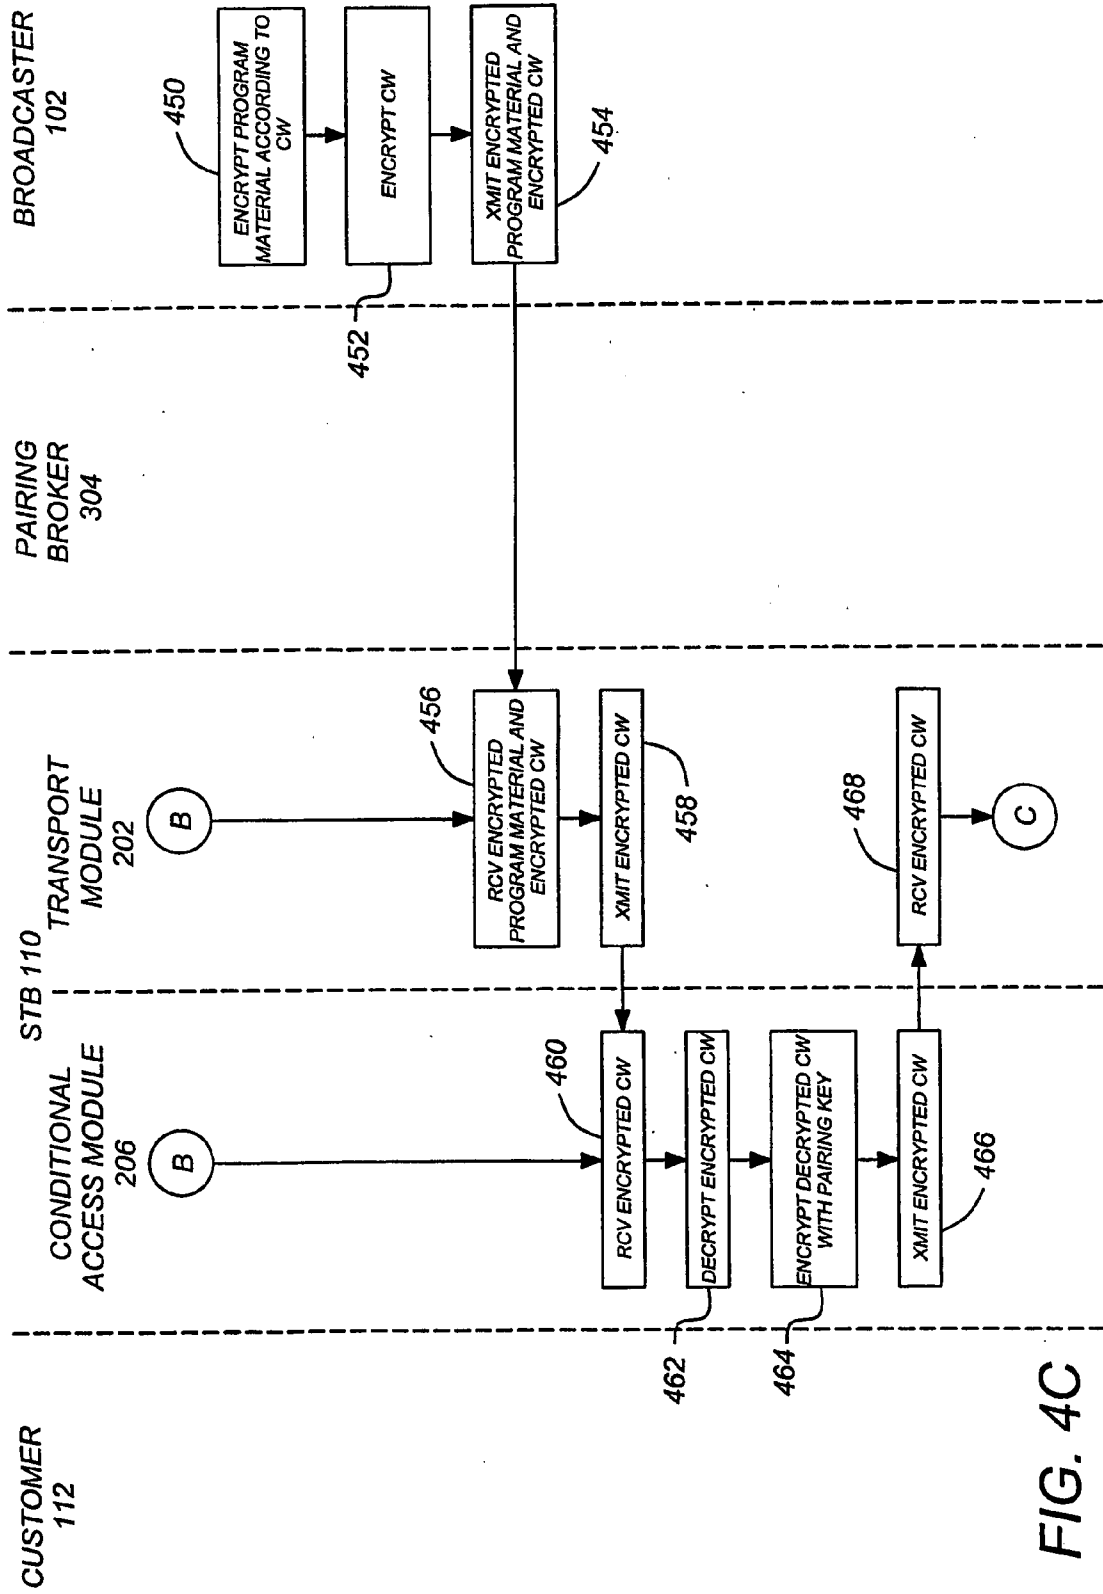 CUSTOMER
112
STB 110
CONDITIONAL
ACCESS MODULE
206
TRANSPORT
MODULE
202
PAIRING
BROKER
304
BROADCASTER
102
B
B
450
ENCRYPT PROGRAM
MATERIAL ACCORDING TO
CW
452
ENCRYPT CW
XMIT ENCRYPTED
PROGRAM MATERIAL AND
ENCRYPTED CW
454
456
RCV ENCRYPTED
PROGRAM MATERIAL AND
ENCRYPTED CW
XMIT ENCRYPTED CW
458
460
RCV ENCRYPTED CW
462
DECRYPT ENCRYPTED CW
464
ENCRYPT DECRYPTED CW
WITH PAIRING KEY
XMIT ENCRYPTED CW
466
468
RCV ENCRYPTED CW
C
FIG. 4C